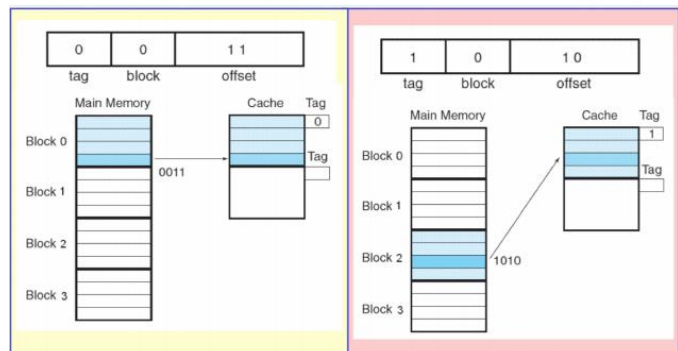 0 0 1 1
tag block offset
Main Memory Cache Tag
0
Block 0
Tag
0011
Block 1
Block 2
Block 3
1 0 1 0
tag block offset
Main Memory Cache Tag
1
Block 0
Tag
Block 1
Block 2
1010
Block 3